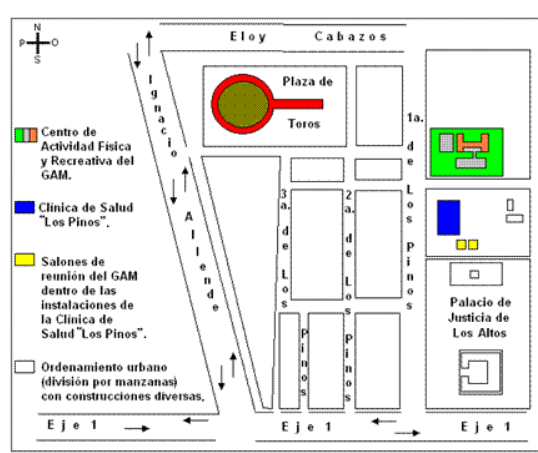 N
P O
S
Eloy Cabazos
Ignacio Allende
Plaza de
Toros
1a. de Los Pinos
2a. de Los Pinos
3a. de Los Pinos
Centro de
Actividad Física
y Recreativa del
GAM.
Clínica de Salud
"Los Pinos".
Salones de
reunión del GAM
dentro de las
instalaciones de
la Clínica de
Salud "Los Pinos".
Ordenamiento urbano
(división por manzanas)
con construcciones diversas,
Palacio de
Justicia de
Los Altos
Eje 1
Eje 1
Eje 1